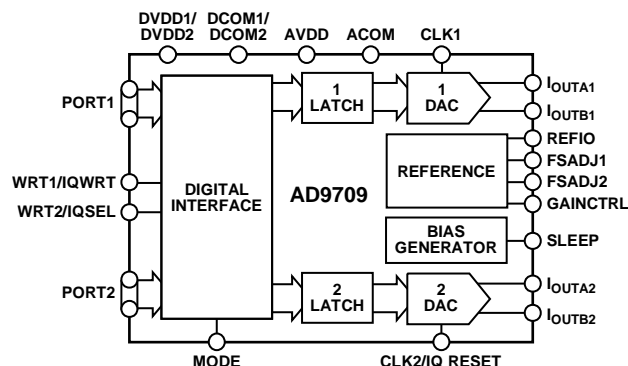 DVDD1/
DVDD2
DCOM1/
DCOM2
AVDD
ACOM
CLK1
PORT1
1
LATCH
1
DAC
IOUTA1
IOUTB1
REFIO
FSADJ1
FSADJ2
GAINCTRL
REFERENCE
WRT1/IQWRT
WRT2/IQSEL
DIGITAL
INTERFACE
AD9709
BIAS
GENERATOR
SLEEP
PORT2
2
LATCH
2
DAC
IOUTA2
IOUTB2
MODE
CLK2/IQ RESET